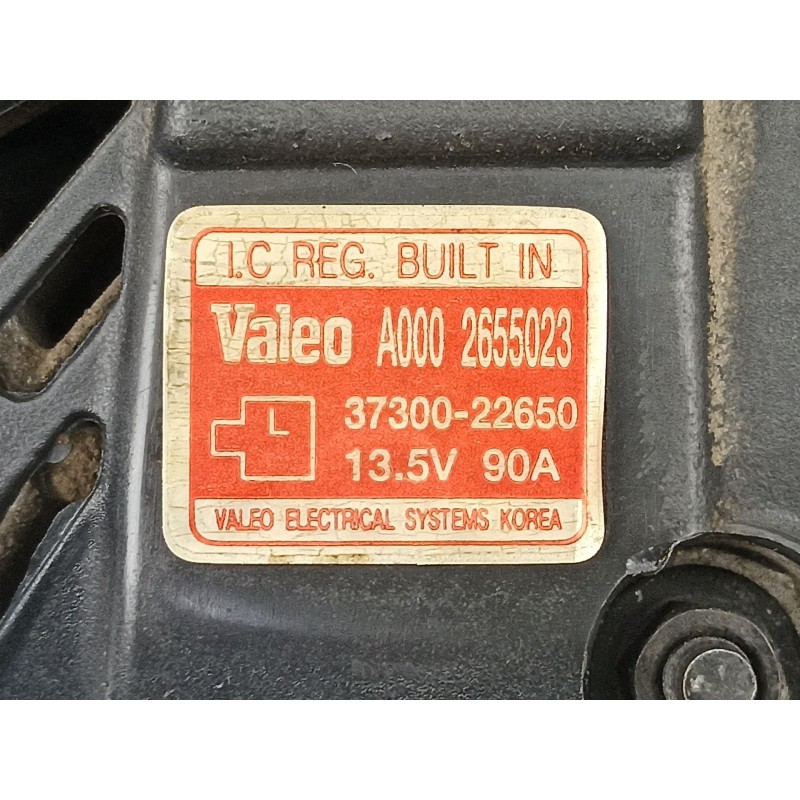 I.C REG. BUILT IN
Valeo A000 2655023
L 37300-22650
13.5V 90A
VALEO ELECTRICAL SYSTEMS KOREA